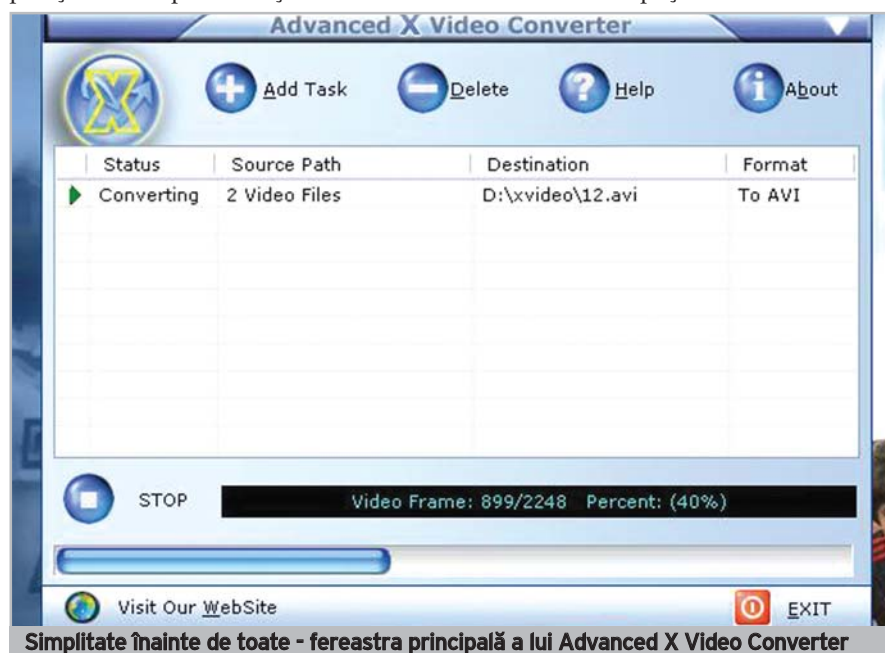 Advanced X Video Converter
X
Add Task Delete Help About
Status Source Path Destination Format
Converting 2 Video Files D:\xvideo\12.avi To AVI
STOP Video Frame: 899/2248 Percent: (40%)
Visit Our WebSite EXIT
Simplitate înainte de toate - fereastra principală a lui Advanced X Video Converter